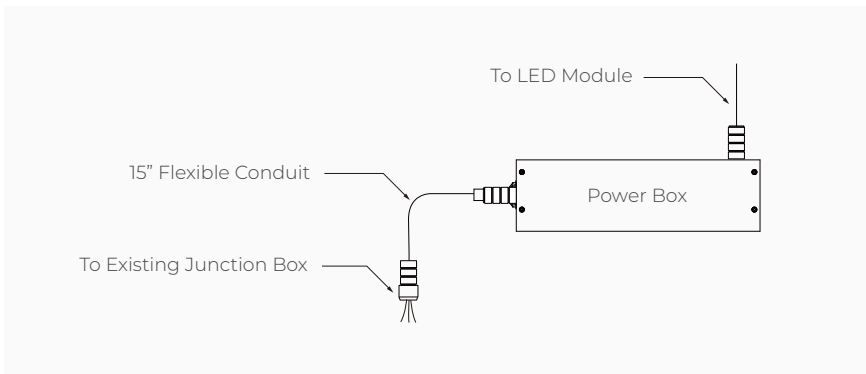 To LED Module
15” Flexible Conduit
Power Box
To Existing Junction Box